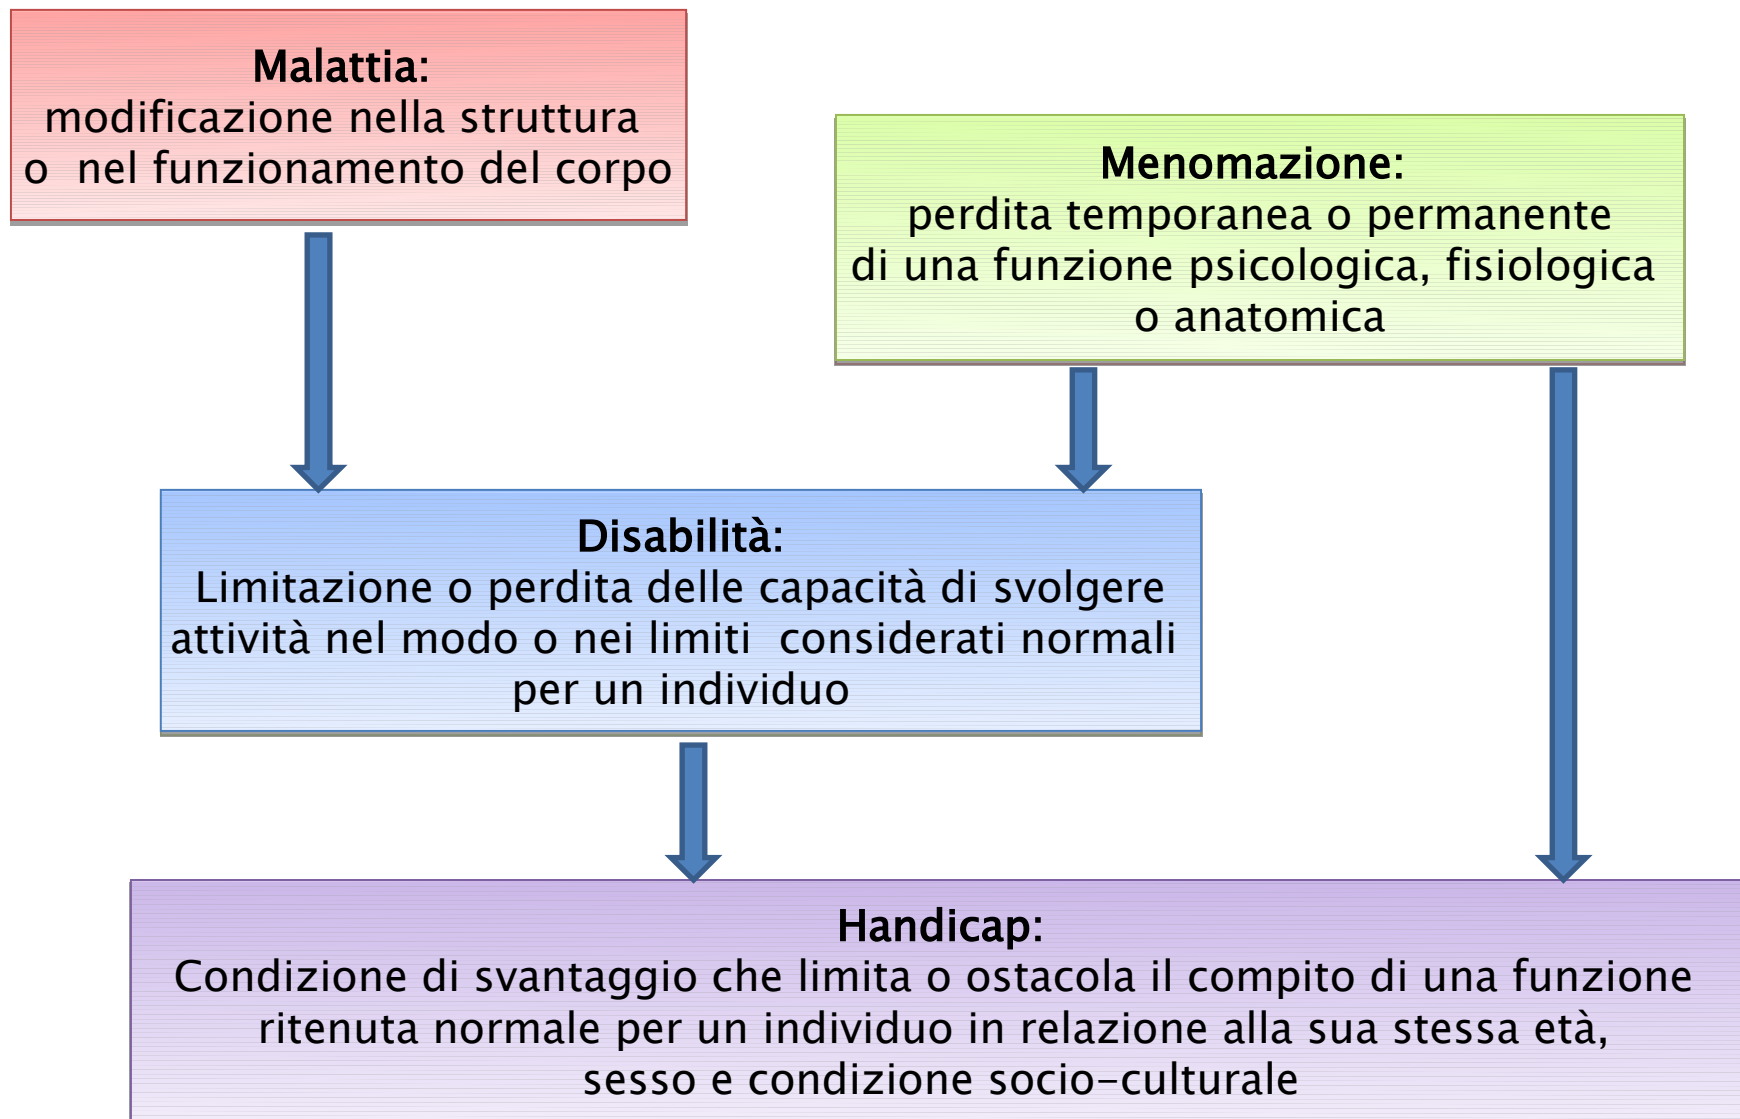 Malattia:
modificazione nella struttura
o nel funzionamento del corpo
Menomazione:
perdita temporanea o permanente
di una funzione psicologica, fisiologica
o anatomica
Disabilità:
Limitazione o perdita delle capacità di svolgere
attività nel modo o nei limiti considerati normali
per un individuo
Handicap:
Condizione di svantaggio che limita o ostacola il compito di una funzione
ritenuta normale per un individuo in relazione alla sua stessa età,
sesso e condizione socio-culturale